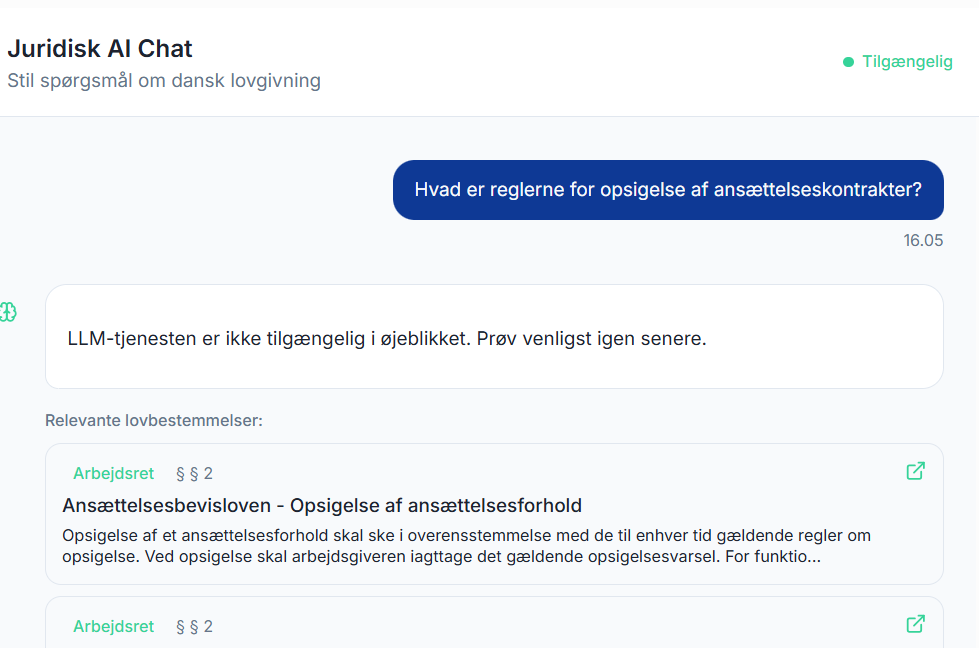 Juridisk AI Chat
Stil spørgsmål om dansk lovgivning
Tilgængelig
Hvad er reglerne for opsigelse af ansættelseskontrakter?
16.05
LLM-tjenesten er ikke tilgængelig i øjeblikket. Prøv venligst igen senere.
Relevante lovbestemmelser:
Arbejdsret § § 2
Ansættelsesbevisloven - Opsigelse af ansættelsesforhold
Opsigelse af et ansættelsesforhold skal ske i overensstemmelse med de til enhver tid gældende regler om
opsigelse. Ved opsigelse skal arbejdsgiveren iagttage det gældende opsigelsesvarsel. For funktio...
Arbejdsret § § 2